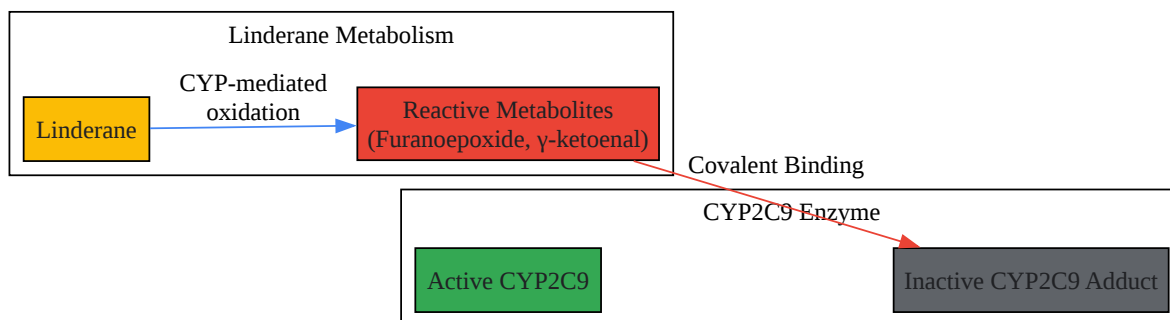 Linderane Metabolism
CYP-mediated
oxidation
Linderane
Reactive Metabolites
(Furanoepoxide, γ-ketoenal)
Covalent Binding
CYP2C9 Enzyme
Active CYP2C9
Inactive CYP2C9 Adduct